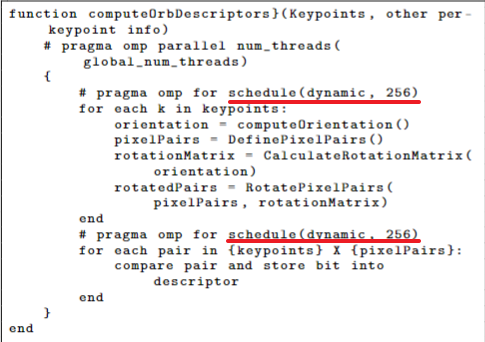 function computeOrbDescriptors}(Keypoints, other per-
keypoint info)
# pragma omp parallel num_threads(
global_num_threads)
{
# pragma omp for schedule(dynamic, 256)
for each k in keypoints:
orientation = computeOrientation()
pixelPairs = DefinePixelPairs()
rotationMatrix = CalculateRotationMatrix(
orientation)
rotatedPairs = RotatePixelPairs(
pixelPairs, rotationMatrix)
end
# pragma omp for schedule(dynamic, 256)
for each pair in {keypoints} X {pixelPairs}:
compare pair and store bit into
descriptor
end
}
end